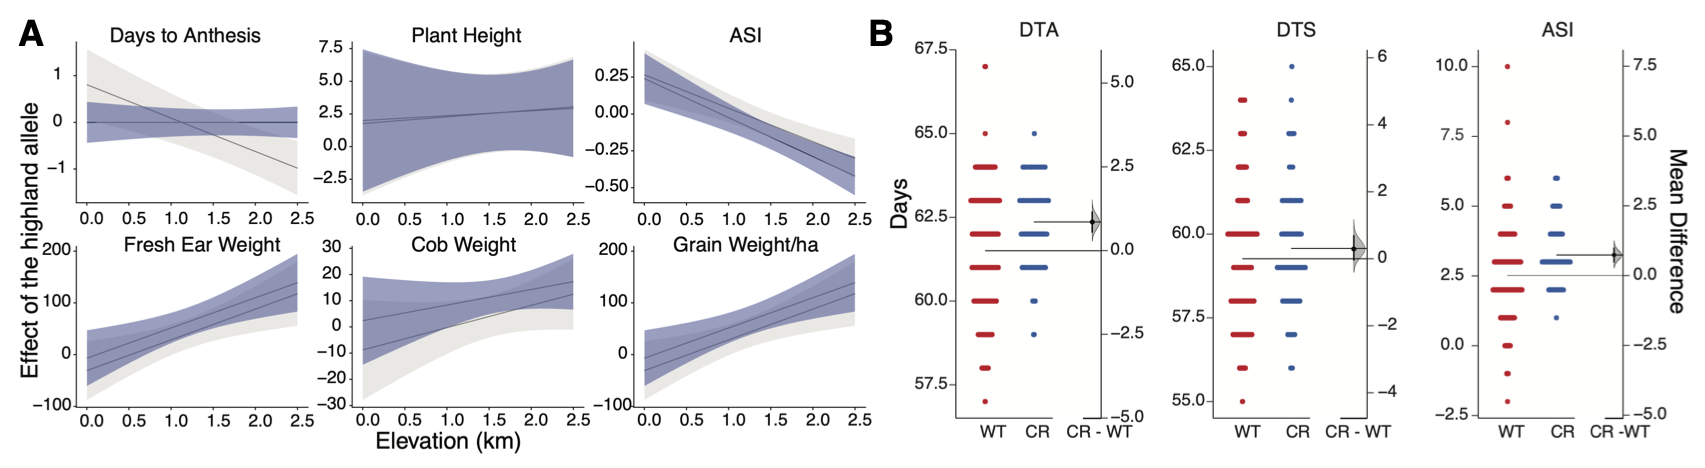 A
B
Days to Anthesis
Plant Height
ASI
1
0
−1
0.0 0.5 1.0 1.5 2.0 2.5
7.5
5.0
2.5
0.0
−2.5
0.0 0.5 1.0 1.5 2.0 2.5
0.25
0.00
−0.25
−0.50
0.0 0.5 1.0 1.5 2.0 2.5
Effect of the highland allele
Fresh Ear Weight
Cob Weight
Grain Weight/ha
200
100
0
−100
0.0 0.5 1.0 1.5 2.0 2.5
30
20
10
0
−10
−20
−30
0.0 0.5 1.0 1.5 2.0 2.5
200
100
0
−100
0.0 0.5 1.0 1.5 2.0 2.5
Elevation (km)
DTA
DTS
ASI
Days
67.5
65.0
62.5
60.0
57.5
5.0
2.5
0.0
−2.5
−5.0
WT CR CR - WT
65.0
62.5
60.0
57.5
55.0
6
4
2
0
−2
−4
WT CR CR - WT
10.0
7.5
5.0
2.5
0.0
−2.5
7.5
5.0
2.5
0.0
−2.5
−5.0
WT CR CR -WT
Mean Difference